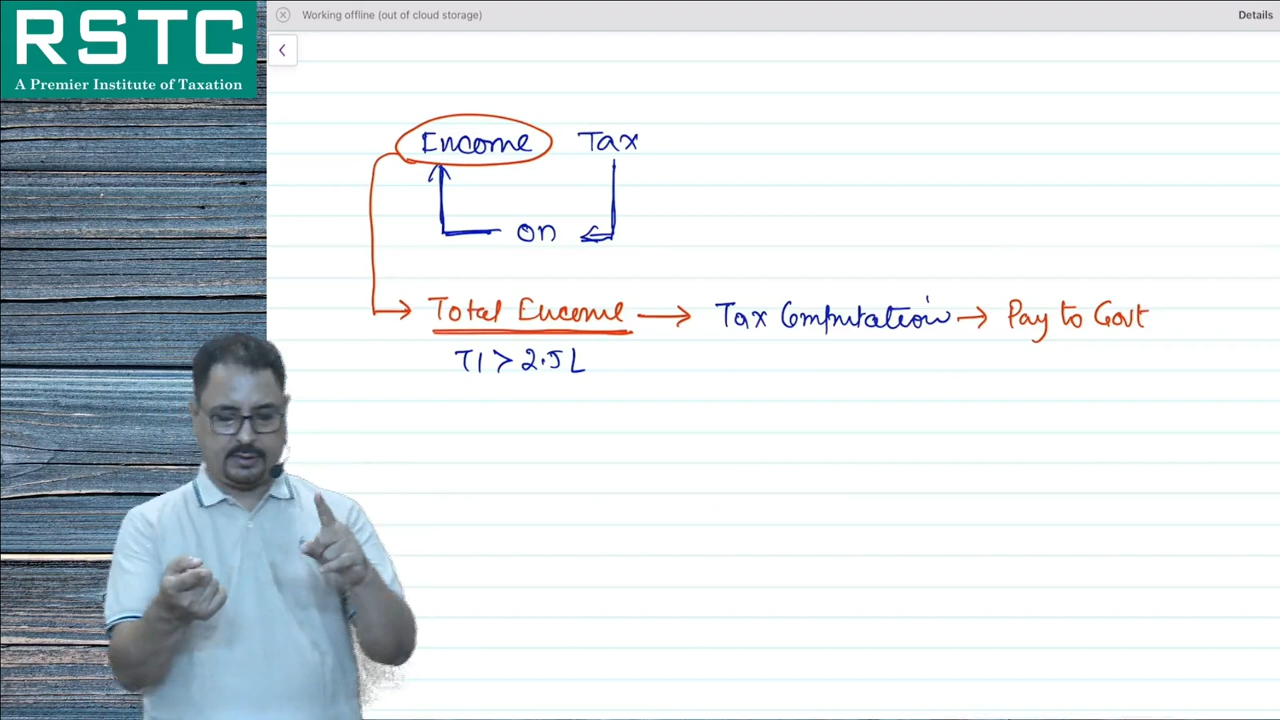 RSTC
A Premier Institute of Taxation
Working offline (out of cloud storage)
Details
Income Tax
on
Total Income → Tax Computation → Pay to Govt
TI > 2.5L